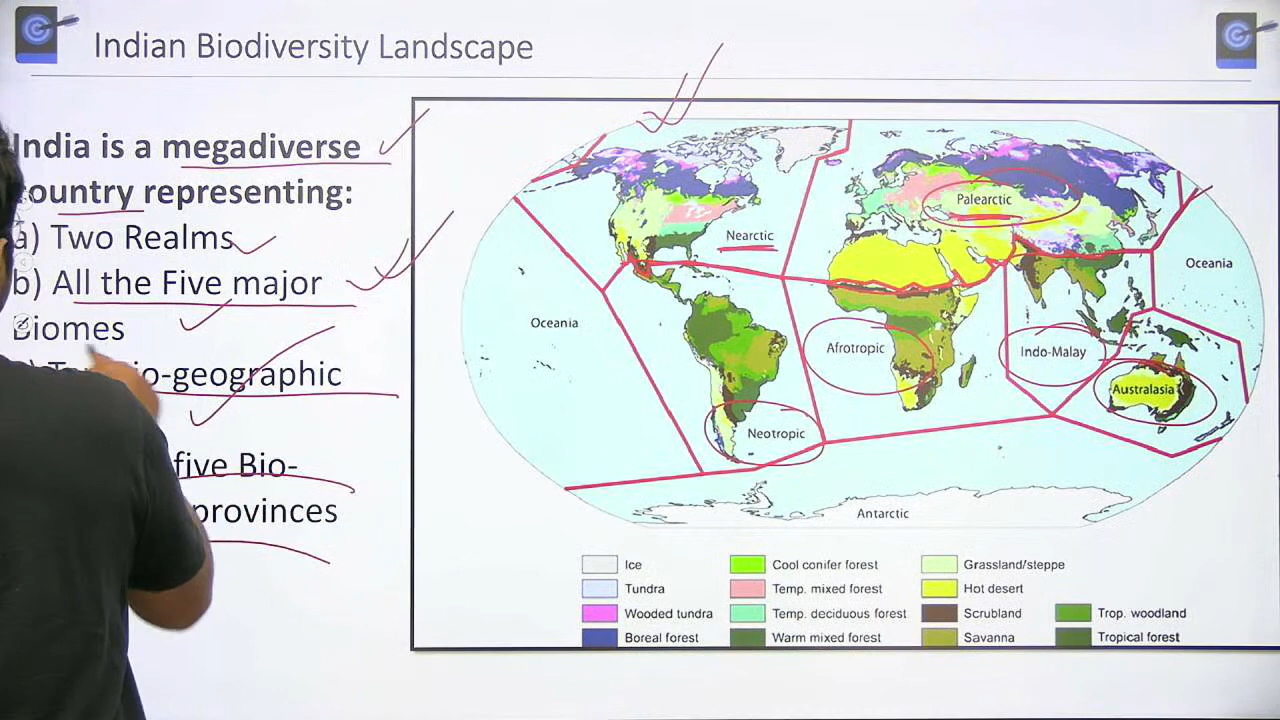 Indian Biodiversity Landscape
India is a megadiverse
country representing:
a) Two Realms
b) All the Five major
Biomes
-geographic
five Bio-
provinces
Nearctic
Palearctic
Oceania
Oceania
Afrotropic
Indo-Malay
Australasia
Neotropic
Antarctic
Ice
Tundra
Wooded tundra
Boreal forest
Cool conifer forest
Temp. mixed forest
Temp. deciduous forest
Warm mixed forest
Grassland/steppe
Hot desert
Scrubland
Savanna
Trop. woodland
Tropical forest